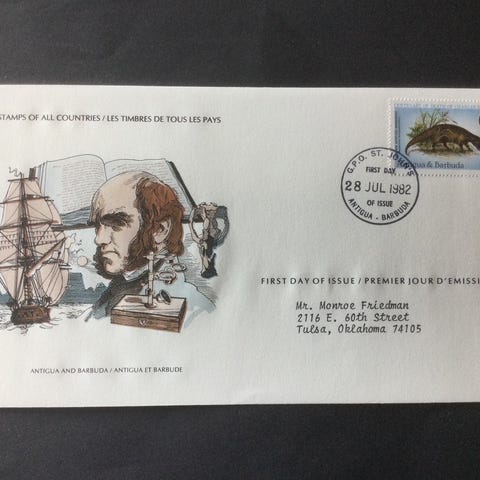 STAMPS OF ALL COUNTRIES / LES TIMBRES DE TOUS LES PAYS
Antigua & Barbuda
G.P.O. ST. JOHN'S
FIRST DAY
28 JUL 1982
OF ISSUE
ANTIGUA - BARBUDA
FIRST DAY OF ISSUE / PREMIER JOUR D'EMISSI
Mr. Monroe Friedman
2116 E. 60th Street
Tulsa, Oklahoma 74105
ANTIGUA AND BARBUDA / ANTIGUA ET BARBUDE